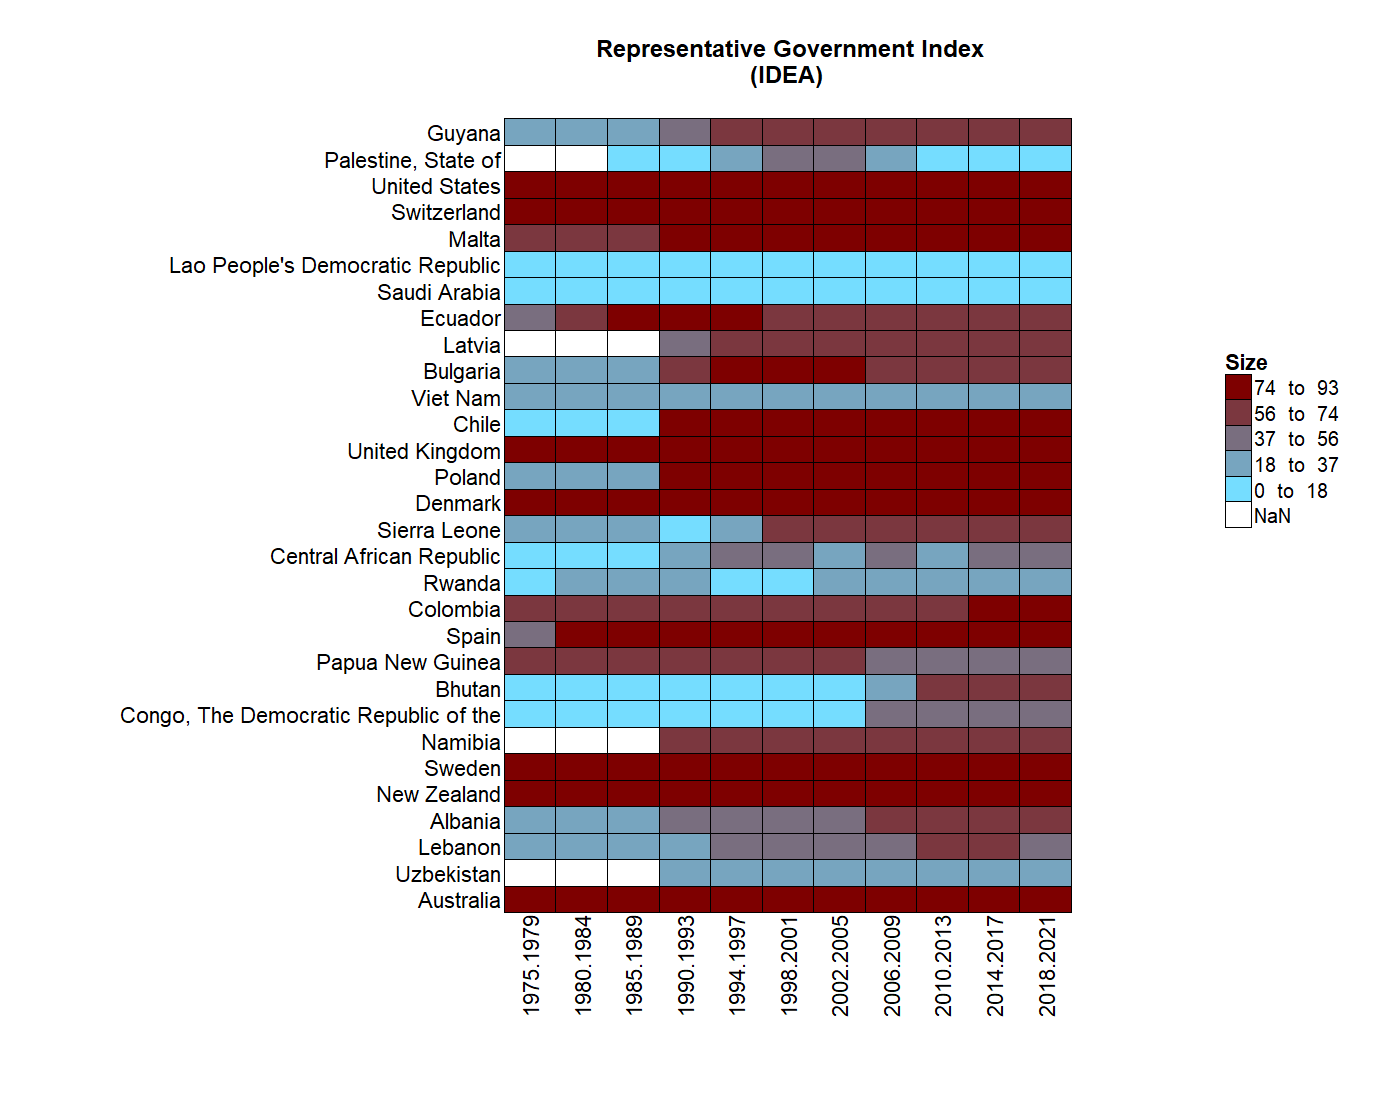 Representative Government Index
(IDEA)
Guyana
Palestine, State of
United States
Switzerland
Malta
Lao People's Democratic Republic
Saudi Arabia
Ecuador
Latvia
Bulgaria
Viet Nam
Chile
United Kingdom
Poland
Denmark
Sierra Leone
Central African Republic
Rwanda
Colombia
Spain
Papua New Guinea
Bhutan
Congo, The Democratic Republic of the
Namibia
Sweden
New Zealand
Albania
Lebanon
Uzbekistan
Australia
1975.1979
1980.1984
1985.1989
1990.1993
1994.1997
1998.2001
2002.2005
2006.2009
2010.2013
2014.2017
2018.2021
Size
74 to 93
56 to 74
37 to 56
18 to 37
0 to 18
NaN